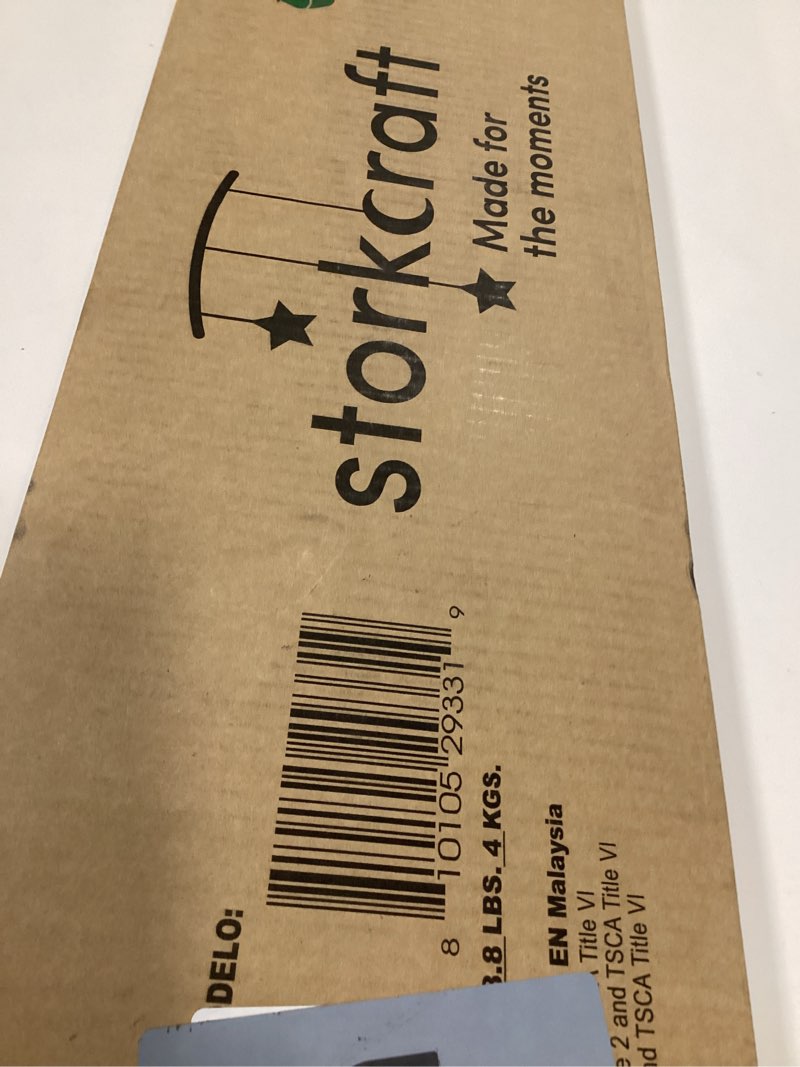 storkcraft
Made for
the moments
DELO:
8 10105 29331 9
.8 LBS. 4 KGS.
EN Malaysia
Title VI
2 and TSCA Title VI
TSCA Title VI